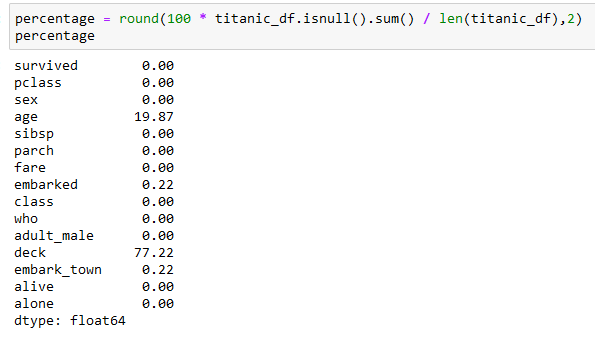 percentage = round(100 * titanic_df.isnull().sum() / len(titanic_df),2)
percentage
survived 0.00
pclass 0.00
sex 0.00
age 19.87
sibsp 0.00
parch 0.00
fare 0.00
embarked 0.22
class 0.00
who 0.00
adult_male 0.00
deck 77.22
embark_town 0.22
alive 0.00
alone 0.00
dtype: float64